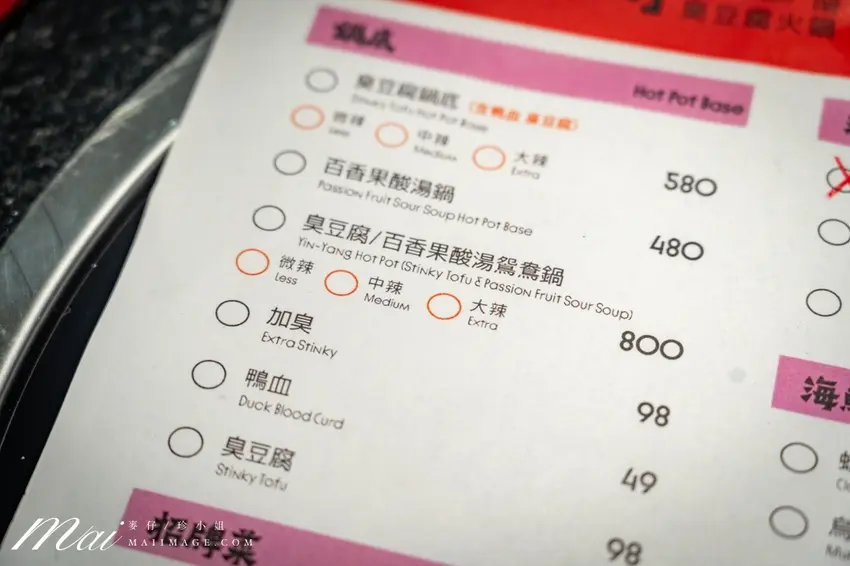 臭豆腐火鍋
鍋底
Hot Pot Base
臭豆腐鍋底 (含鴨血 臭豆腐)
Stinky Tofu Hot Pot Base
微辣 中辣 大辣
Less Medium Extra
580
百香果酸湯鍋
Passion Fruit Sour Soup Hot Pot Base
480
臭豆腐/百香果酸湯鴛鴦鍋
Yin-Yang Hot Pot (Stinky Tofu & Passion Fruit Sour Soup)
微辣 中辣 大辣
Less Medium Extra
800
加臭
Extra Stinky
98
鴨血
Duck Blood Curd
49
臭豆腐
Stinky Tofu
98
招牌菜
海
Mai
麥仔/珍小姐
MAIIMAGE.COM